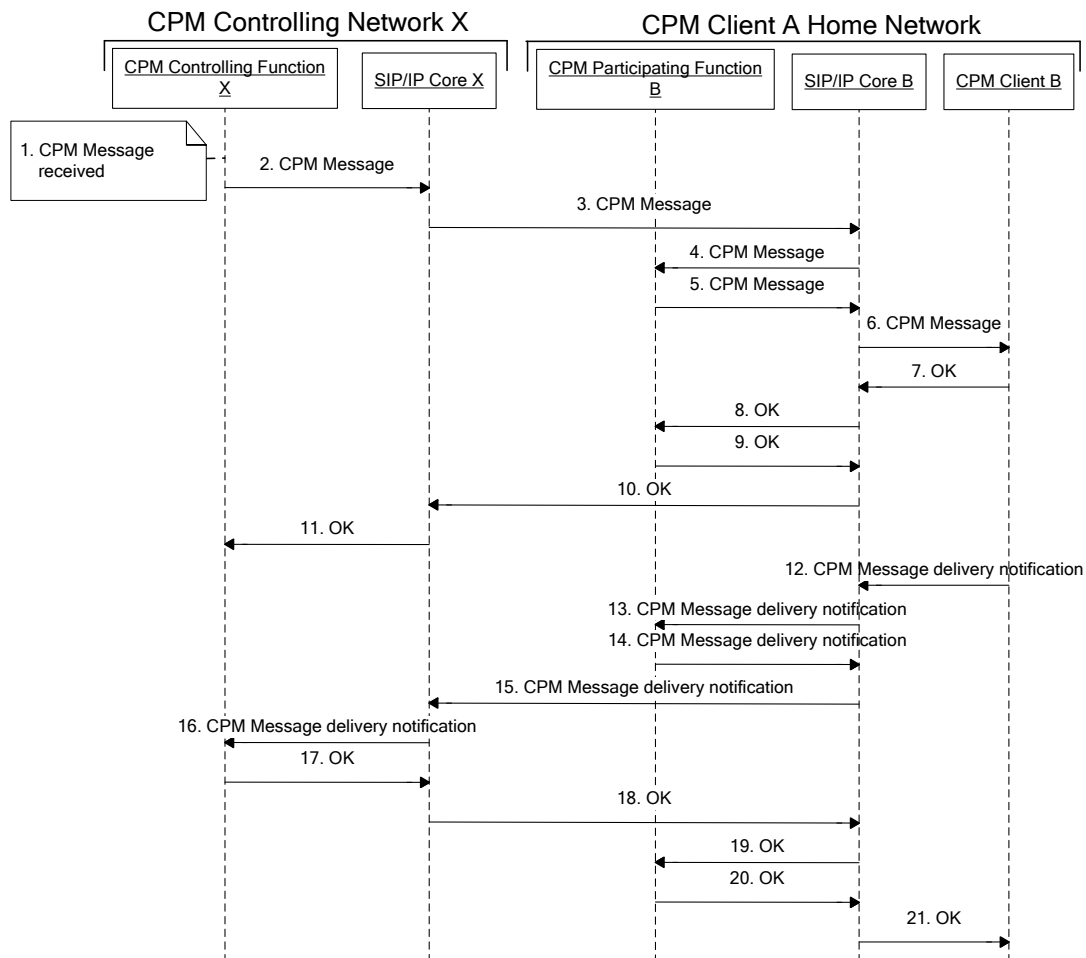 CPM Controlling Network X
CPM Client A Home Network
CPM Controlling Function
X
SIP/IP Core X
CPM Participating Function
B
SIP/IP Core B
CPM Client B
1. CPM Message
received
2. CPM Message
3. CPM Message
4. CPM Message
5. CPM Message
6. CPM Message
7. OK
8. OK
9. OK
10. OK
11. OK
12. CPM Message delivery notification
13. CPM Message delivery notification
14. CPM Message delivery notification
15. CPM Message delivery notification
16. CPM Message delivery notification
17. OK
18. OK
19. OK
20. OK
21. OK